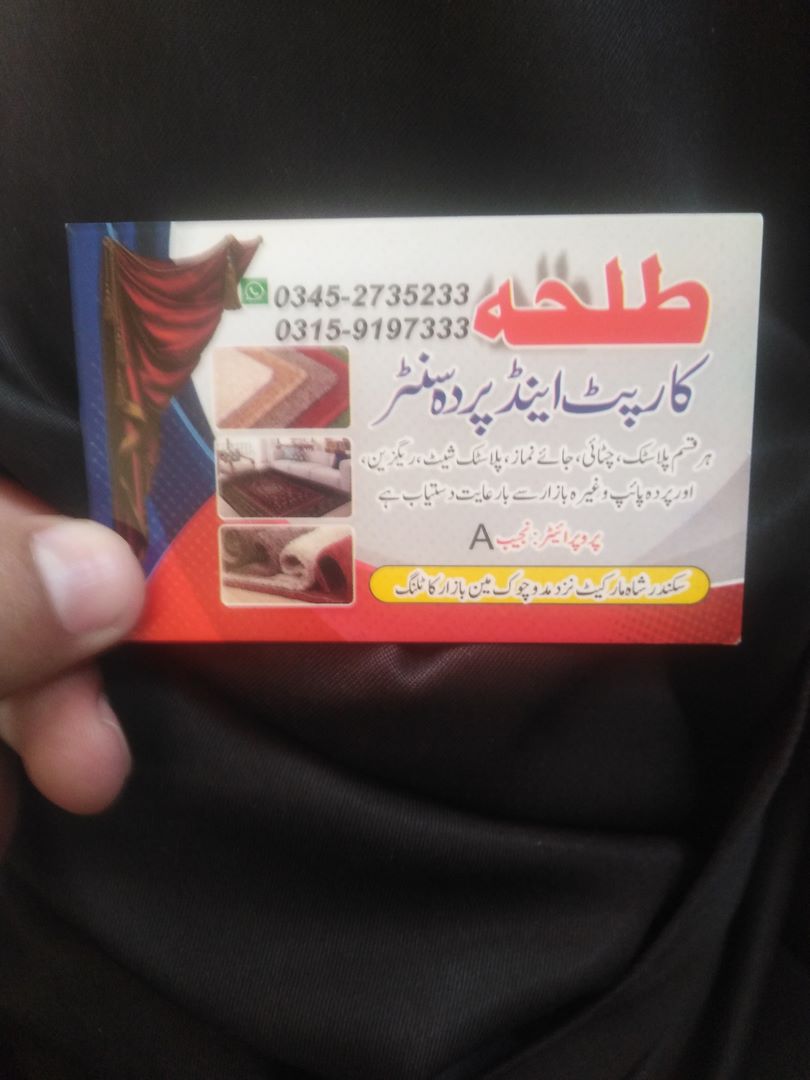 طلحہ
0345-2735233
0315-9197333
کارپٹ اینڈ پردہ سنٹر
ہر قسم پلاسٹک، چٹائی، جائے نماز، پلاسٹک شیٹ، ریگزین،
اور پردہ پائپ وغیرہ بازار سے بارعایت دستیاب ہے
پروپرائیٹر: نجیب A
سکندر شاہ مارکیٹ نزد مدو چوک مین بازار کاٹلنگ